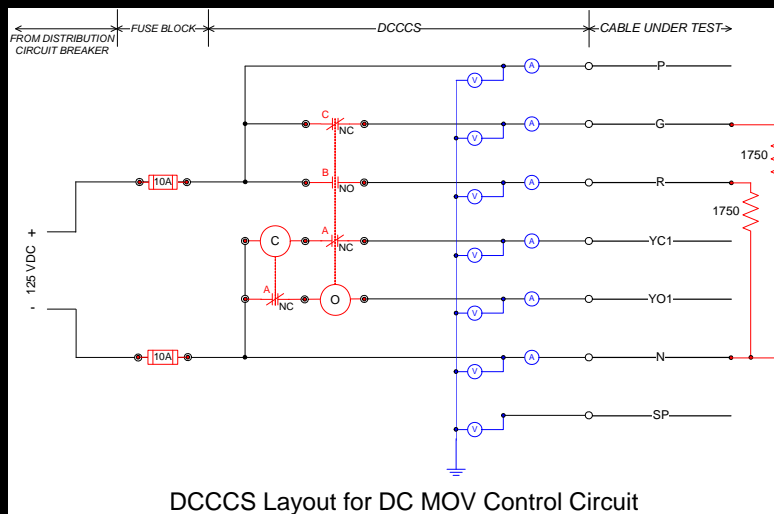 FROM DISTRIBUTION
CIRCUIT BREAKER
FUSE BLOCK
DCCCS
CABLE UNDER TEST
V
A
P
C
NC
V
A
G
1750
10A
B
NO
V
A
R
1750
+
125 VDC
-
C
A
NC
V
A
YC1
A
NC
O
V
A
YO1
10A
V
A
N
V
SP
DCCCS Layout for DC MOV Control Circuit